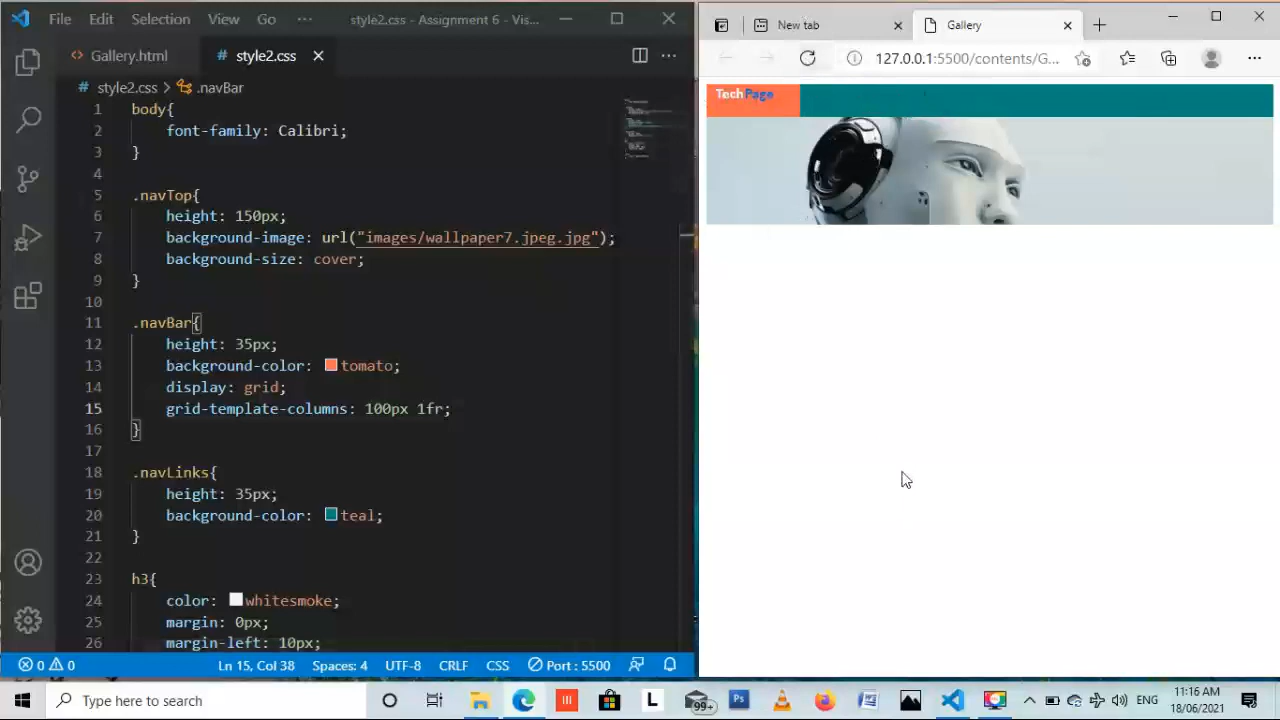 File Edit Selection View Go ··· style2.css - Assignment 6 - Vis...
Gallery.html # style2.css
# style2.css > .navBar
1 body{
2 font-family: Calibri;
3 }
4
5 .navTop{
6 height: 150px;
7 background-image: url("images/wallpaper7.jpeg.jpg");
8 background-size: cover;
9 }
10
11 .navBar{
12 height: 35px;
13 background-color: tomato;
14 display: grid;
15 grid-template-columns: 100px 1fr;
16 }
17
18 .navLinks{
19 height: 35px;
20 background-color: teal;
21 }
22
23 h3{
24 color: whitesmoke;
25 margin: 0px;
26 margin-left: 10px;
0 0 Ln 15, Col 38 Spaces: 4 UTF-8 CRLF CSS Port : 5500
New tab Gallery
127.0.0.1:5500/contents/G...
TechPage
Type here to search
L
Ps
99+
ENG
11:16 AM
18/06/2021